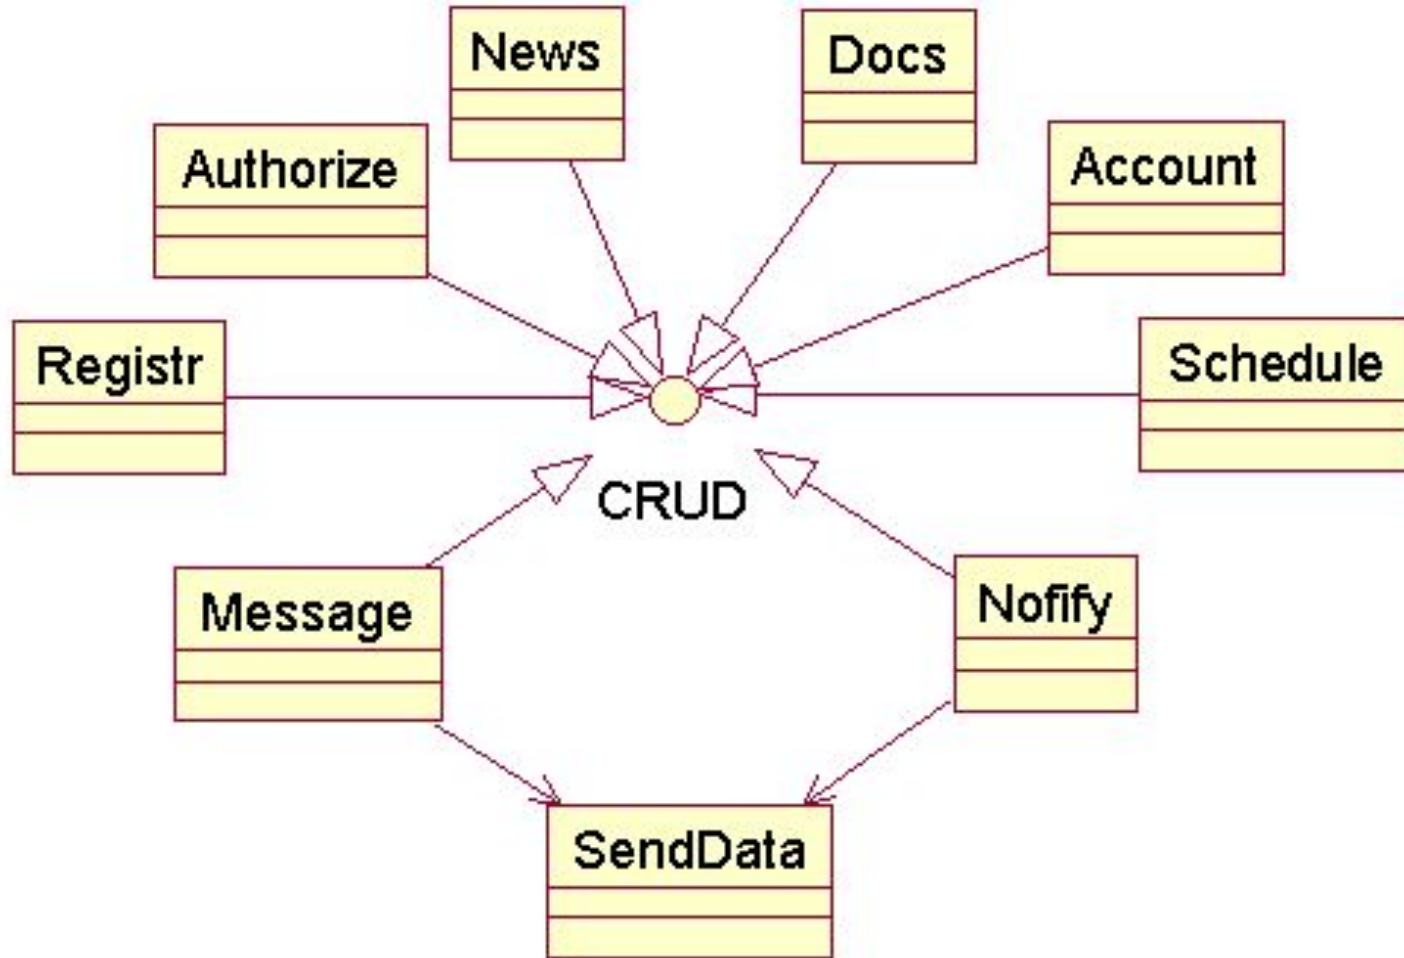 News
Docs
Authorize
Account
Registr
Schedule
CRUD
Message
Nofify
SendData